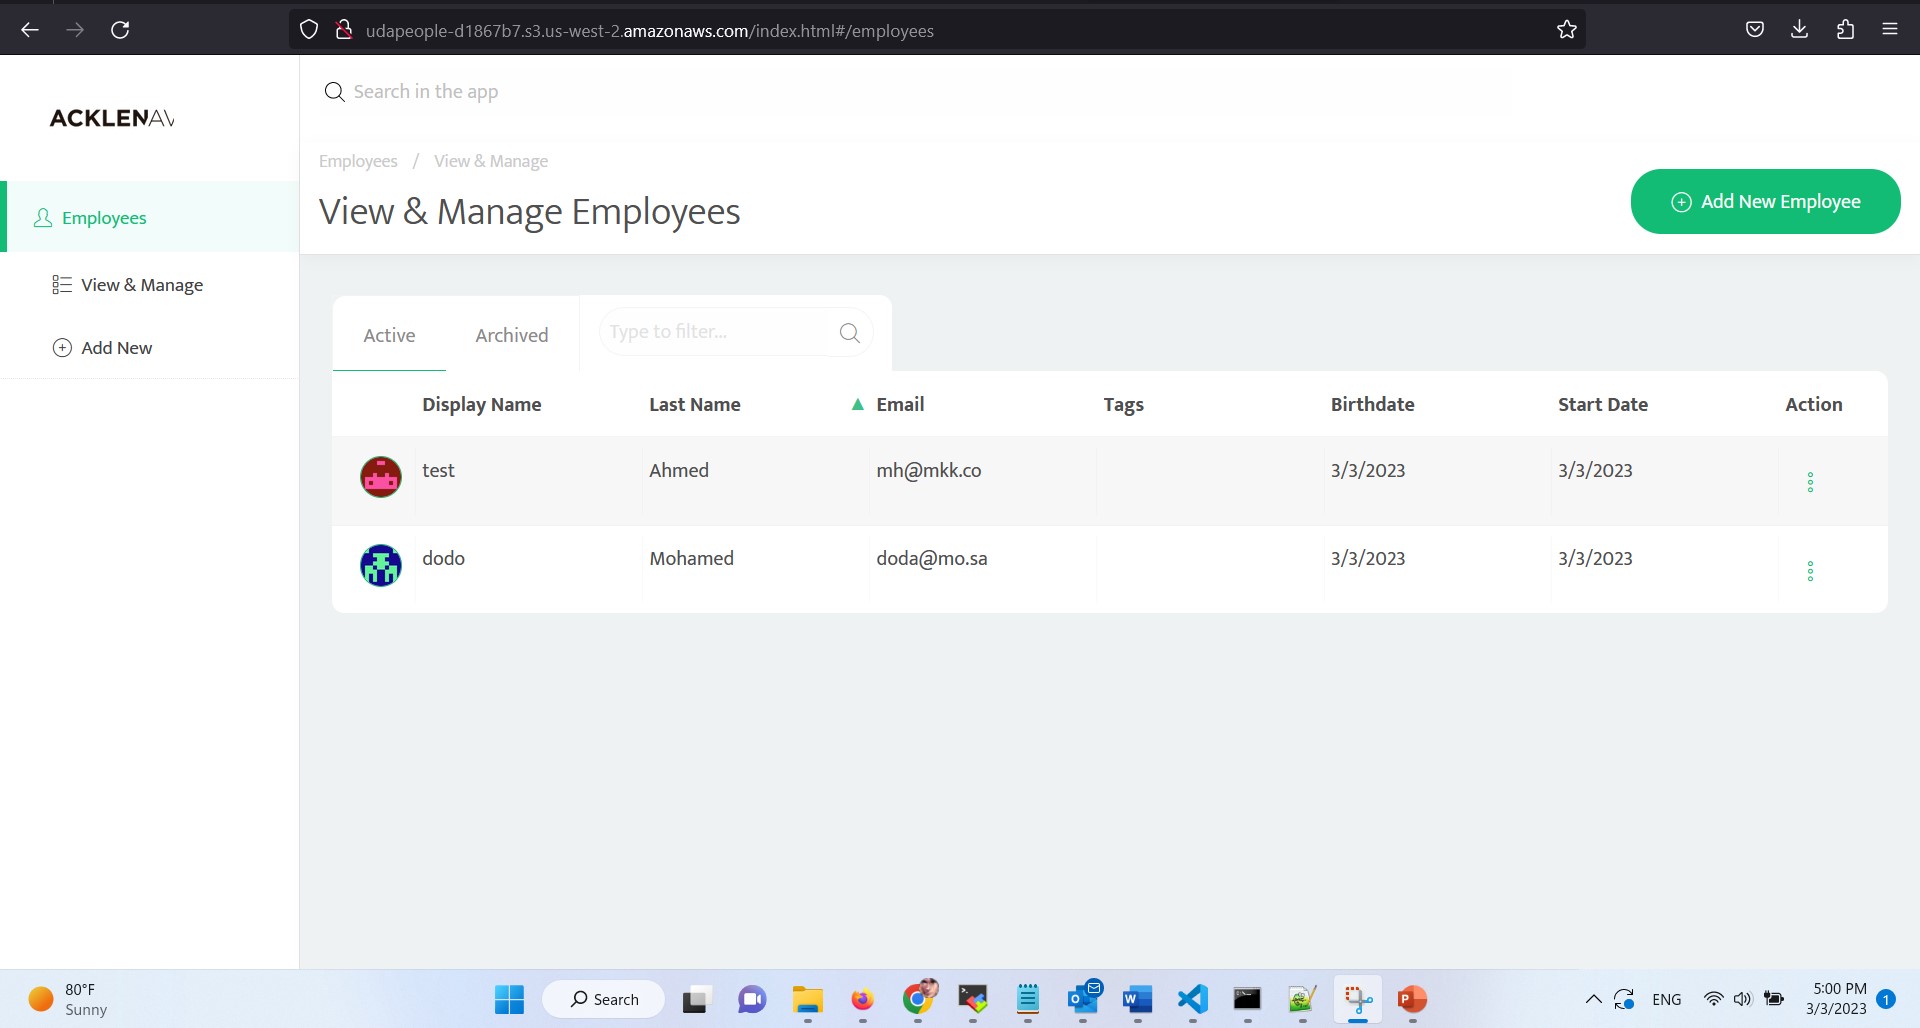 udapeople-d1867b7.s3.us-west-2.amazonaws.com/index.html#/employees
ACKLENAV
Search in the app
Employees / View & Manage
View & Manage Employees
Add New Employee
Employees
View & Manage
Add New
Active Archived Type to filter...
Display Name Last Name ▲ Email Tags Birthdate Start Date Action
test Ahmed mh@mkk.co 3/3/2023 3/3/2023
dodo Mohamed doda@mo.sa 3/3/2023 3/3/2023
80°F
Sunny
Search
ENG
5:00 PM
3/3/2023
1